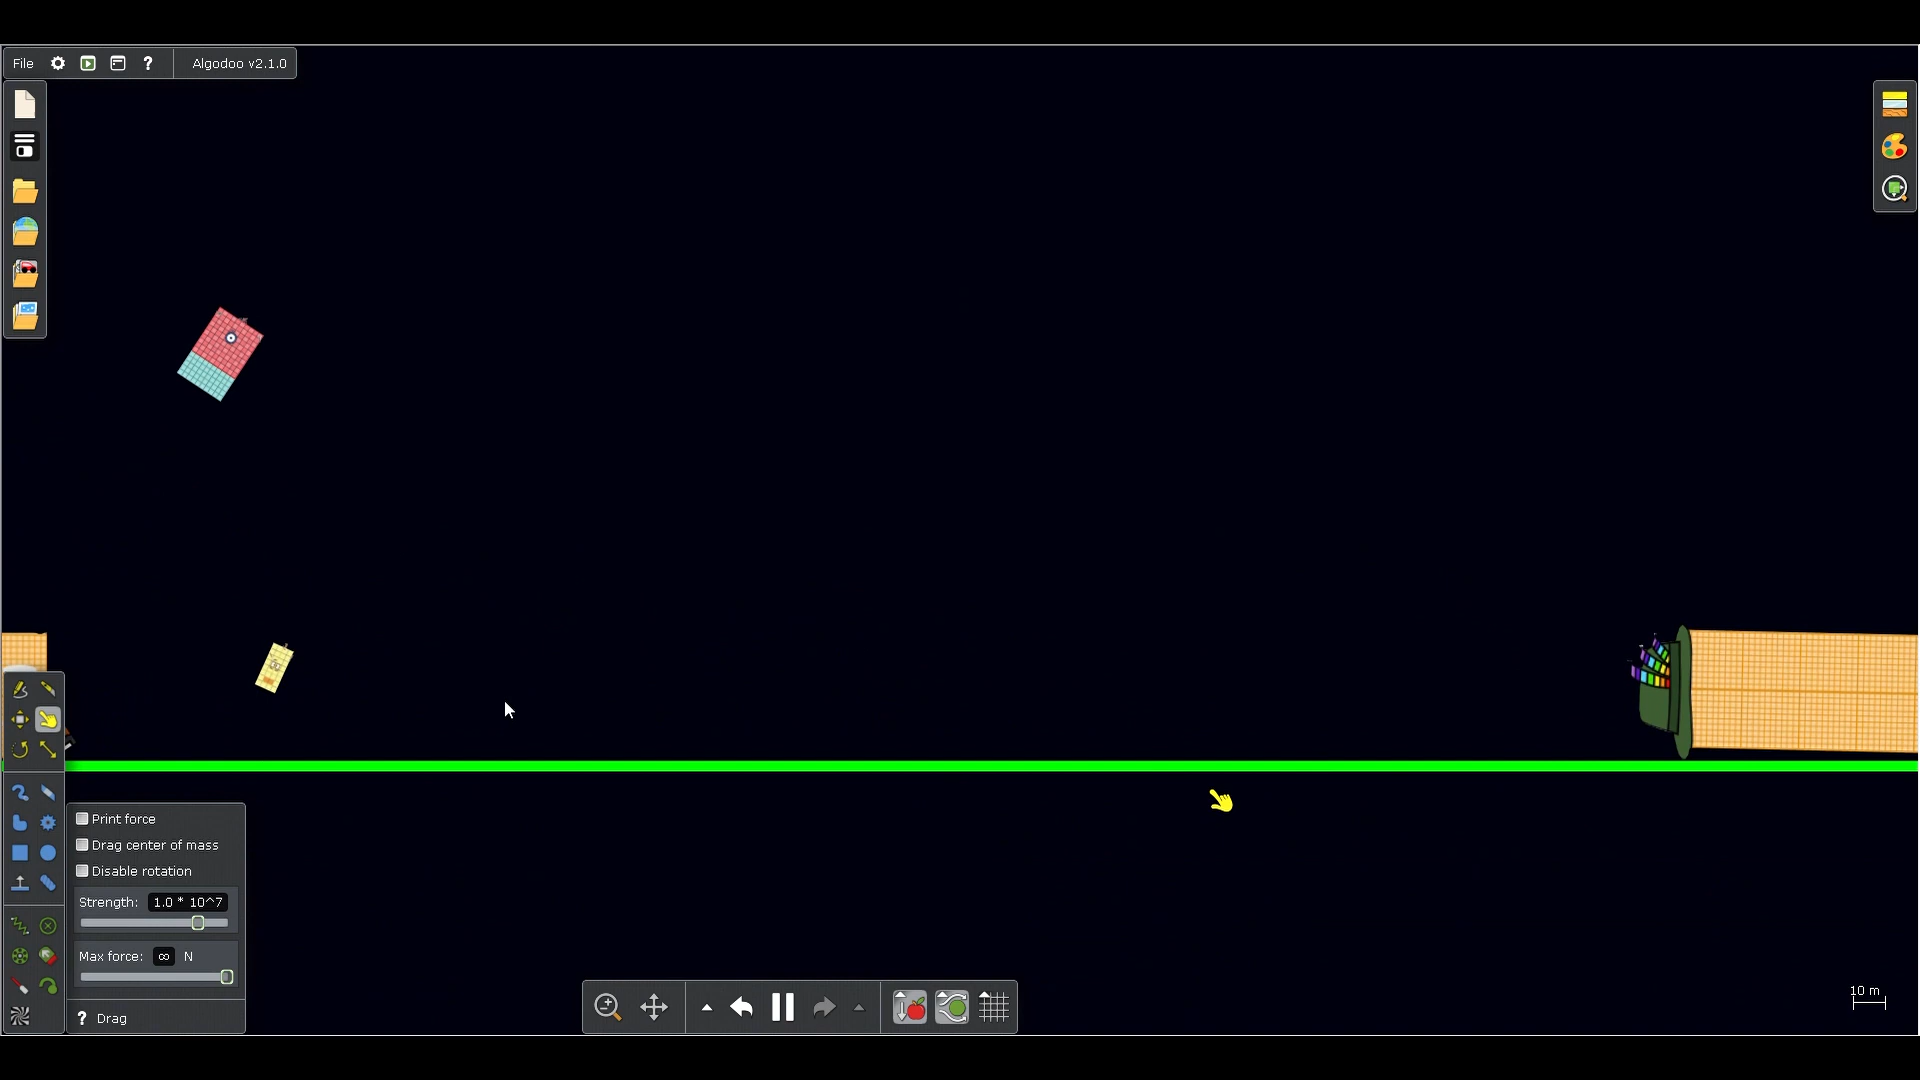 File ? Algodoo v2.1.0
Print force
Drag center of mass
Disable rotation
Strength: 1.0 * 10^7
Max force: ∞ N
? Drag
10 m